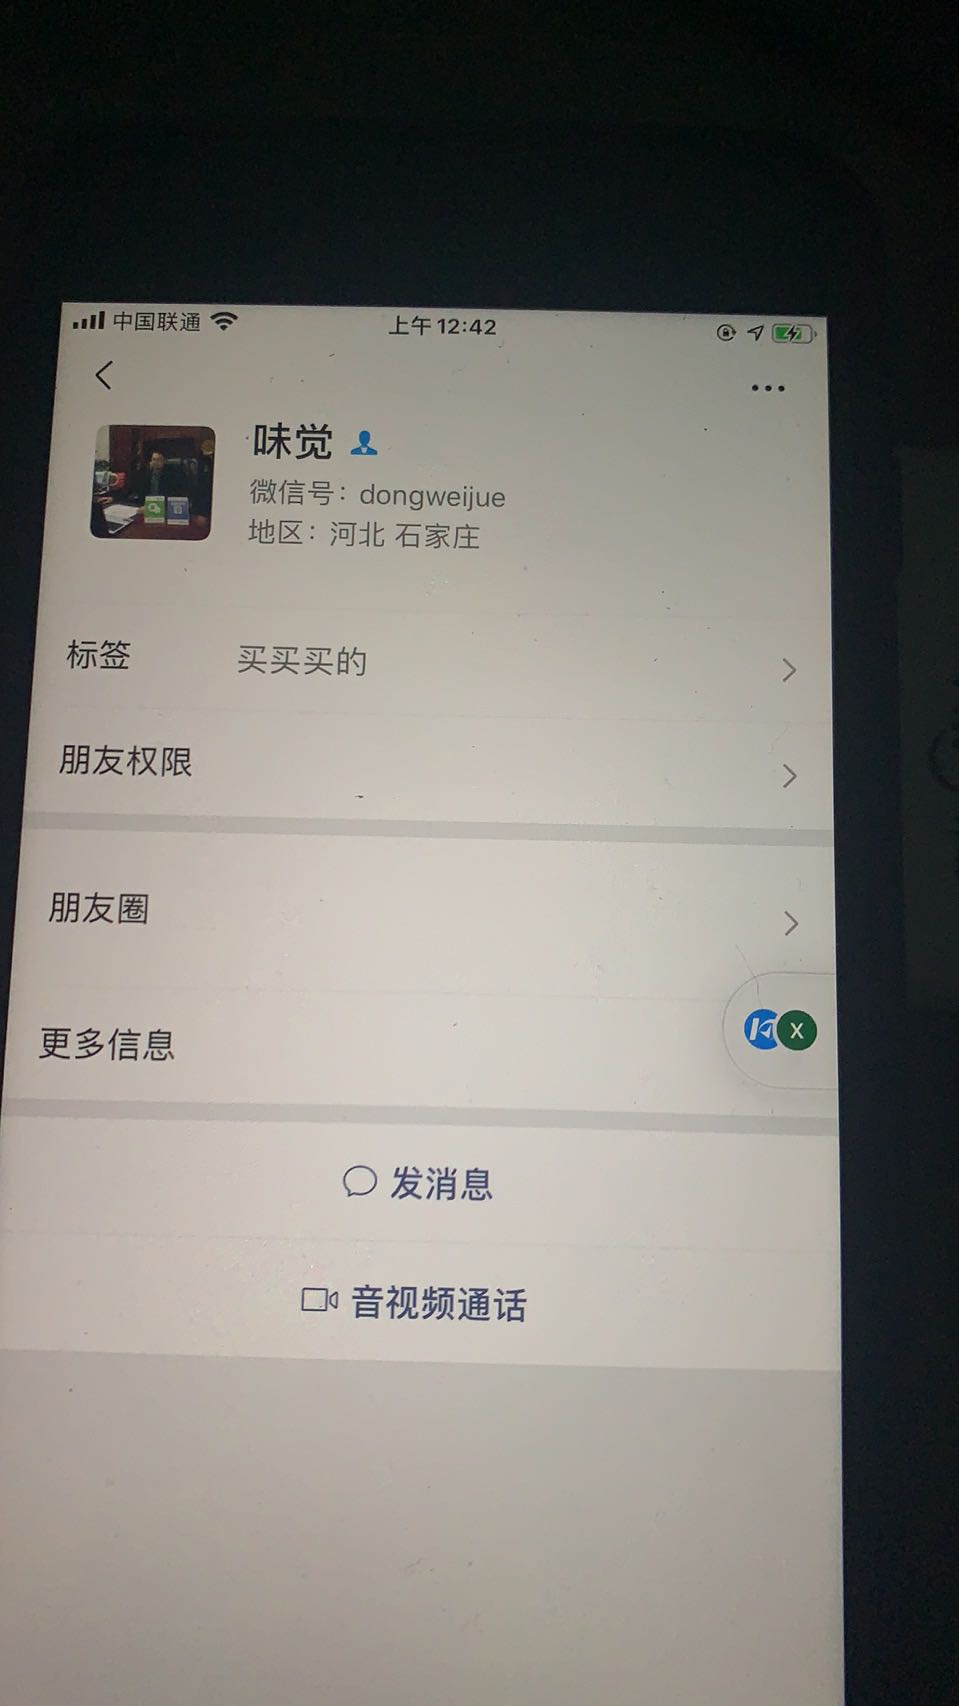 中国联通
上午12:42
味觉
微信号：dongweijue
地区：河北 石家庄
标签 买买买的
朋友权限
朋友圈
更多信息
X
发消息
音视频通话